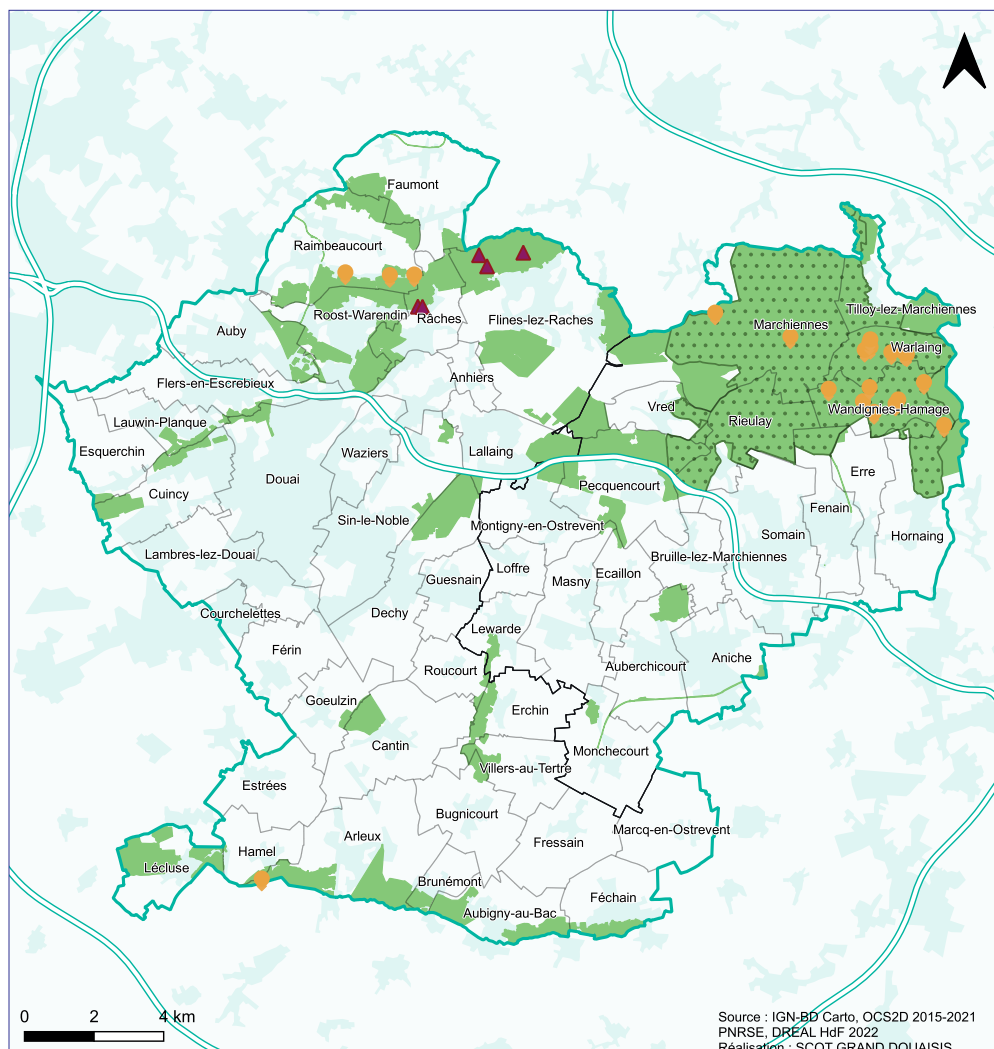 Faumont
Raimbeaucourt
Roost-Warendin
Râches
Flines-lez-Raches
Auby
Marchiennes
Tilloy-lez-Marchiennes
Warlaing
Flers-en-Escrebieux
Anhiers
Vred
Wandignies-Hamage
Rieulay
Lauwin-Planque
Esquerchin
Waziers
Lallaing
Douai
Cuincy
Pecquencourt
Erre
Fenain
Sin-le-Noble
Montigny-en-Ostrevent
Somain
Hornaing
Lambres-lez-Douai
Bruille-lez-Marchiennes
Loffre
Guesnain
Masny
Ecaillon
Courchelettes
Dechy
Lewarde
Férin
Roucourt
Auberchicourt
Aniche
Goeulzin
Erchin
Cantin
Monchecourt
Villers-au-Tertre
Estrées
Bugnicourt
Marcq-en-Ostrevent
Arleux
Fressain
Hamel
Lécluse
Brunémont
Féchain
Aubigny-au-Bac
0 2 4 km
Source : IGN-BD Carto, OCS2D 2015-2021
PNRSE, DREAL HdF 2022
Réalisation : SCOT GRAND DOUAISIS